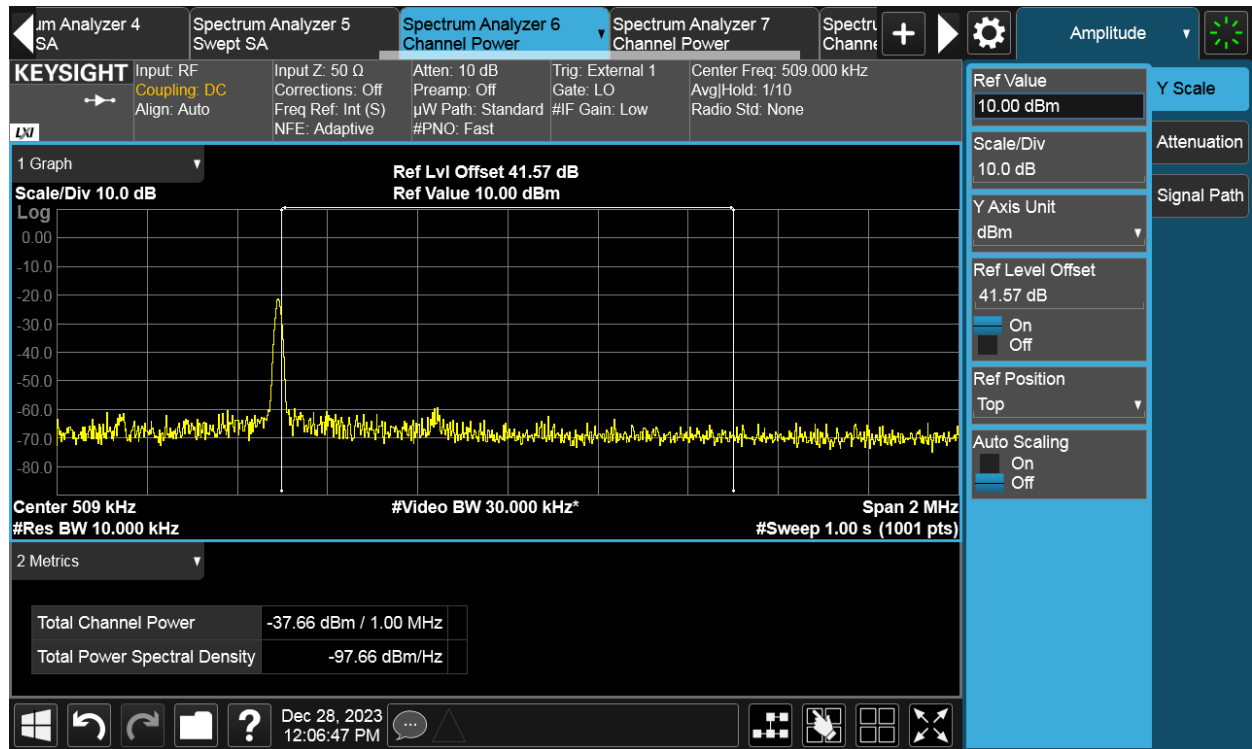 um Analyzer 4
SA
Spectrum Analyzer 5
Swept SA
Spectrum Analyzer 6
Channel Power
Spectrum Analyzer 7
Channel Power
Spectru
Channe
Amplitude
KEYSIGHT
LXI
Input: RF
Coupling: DC
Align: Auto
Input Z: 50 Ω
Corrections: Off
Freq Ref: Int (S)
NFE: Adaptive
Atten: 10 dB
Preamp: Off
µW Path: Standard
#PNO: Fast
Trig: External 1
Gate: LO
#IF Gain: Low
Center Freq: 509.000 kHz
Avg|Hold: 1/10
Radio Std: None
1 Graph
Scale/Div 10.0 dB
Ref Lvl Offset 41.57 dB
Ref Value 10.00 dBm
Log
0.00
-10.0
-20.0
-30.0
-40.0
-50.0
-60.0
-70.0
-80.0
Center 509 kHz
#Res BW 10.000 kHz
#Video BW 30.000 kHz*
Span 2 MHz
#Sweep 1.00 s (1001 pts)
2 Metrics
Total Channel Power -37.66 dBm / 1.00 MHz
Total Power Spectral Density -97.66 dBm/Hz
?
Dec 28, 2023
12:06:47 PM
Ref Value
10.00 dBm
Scale/Div
10.0 dB
Y Axis Unit
dBm
Ref Level Offset
41.57 dB
On
Off
Ref Position
Top
Auto Scaling
On
Off
Y Scale
Attenuation
Signal Path